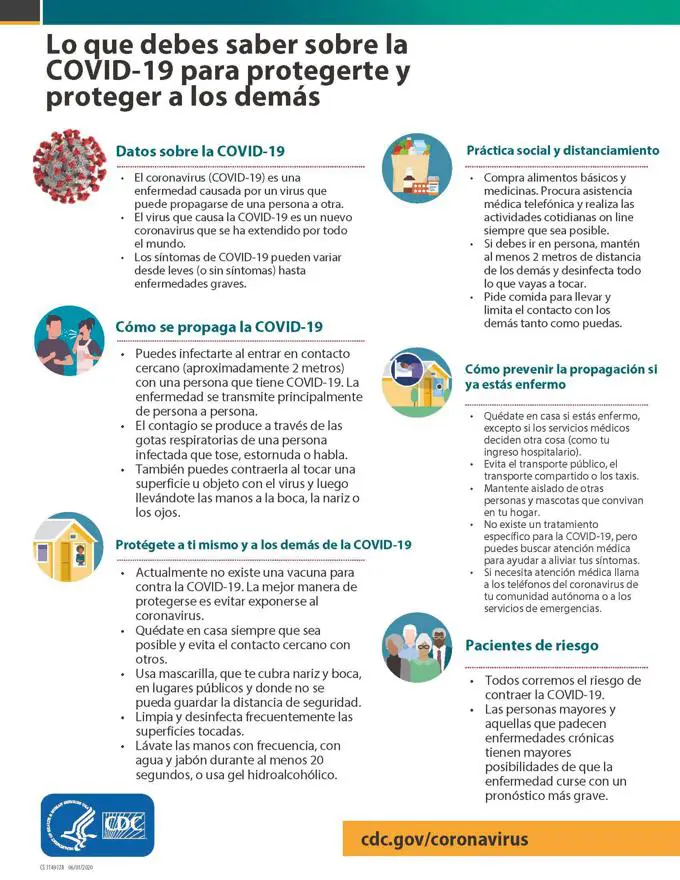 Lo que debes saber sobre la
COVID-19 para protegerte y
proteger a los demás
Datos sobre la COVID-19
• El coronavirus (COVID-19) es una
enfermedad causada por un virus que
puede propagarse de una persona a otra.
• El virus que causa la COVID-19 es un nuevo
coronavirus que se ha extendido por todo
el mundo.
• Los síntomas de COVID-19 pueden variar
desde leves (o sin síntomas) hasta
enfermedades graves.
Cómo se propaga la COVID-19
• Puedes infectarte al entrar en contacto
cercano (aproximadamente 2 metros)
con una persona que tiene COVID-19. La
enfermedad se transmite principalmente
de persona a persona.
• El contagio se produce a través de las
gotas respiratorias de una persona
infectada que tose, estornuda o habla.
• También puedes contraerla al tocar una
superficie u objeto con el virus y luego
llevándote las manos a la boca, la nariz o
los ojos.
Protégete a ti mismo y a los demás de la COVID-19
• Actualmente no existe una vacuna para
contra la COVID-19. La mejor manera de
protegerse es evitar exponerse al
coronavirus.
• Quédate en casa siempre que sea
posible y evita el contacto cercano con
otros.
• Usa mascarilla, que te cubra nariz y boca,
en lugares públicos y donde no se
pueda guardar la distancia de seguridad.
• Limpia y desinfecta frecuentemente las
superficies tocadas.
• Lávate las manos con frecuencia, con
agua y jabón durante al menos 20
segundos, o usa gel hidroalcohólico.
Práctica social y distanciamiento
• Compra alimentos básicos y
medicinas. Procura asistencia
médica telefónica y realiza las
actividades cotidianas on line
siempre que sea posible.
• Si debes ir en persona, mantén
al menos 2 metros de distancia
de los demás y desinfecta todo
lo que vayas a tocar.
• Pide comida para llevar y
limita el contacto con los
demás tanto como puedas.
Cómo prevenir la propagación si
ya estás enfermo
• Quédate en casa si estás enfermo,
excepto si los servicios médicos
deciden otra cosa (como tu
ingreso hospitalario).
• Evita el transporte público, el
transporte compartido o los taxis.
• Mantente aislado de otras
personas y mascotas que convivan
en tu hogar.
• No existe un tratamiento
específico para la COVID-19, pero
puedes buscar atención médica
para ayudar a aliviar tus síntomas.
• Si necesita atención médica llama
a los teléfonos del coronavirus de
tu comunidad autónoma o a los
servicios de emergencias.
Pacientes de riesgo
• Todos corremos el riesgo de
contraer la COVID-19.
• Las personas mayores y
aquellas que padecen
enfermedades crónicas
tienen mayores
posibilidades de que la
enfermedad curse con un
pronóstico más grave.
CDC
cdc.gov/coronavirus
06/01/2020